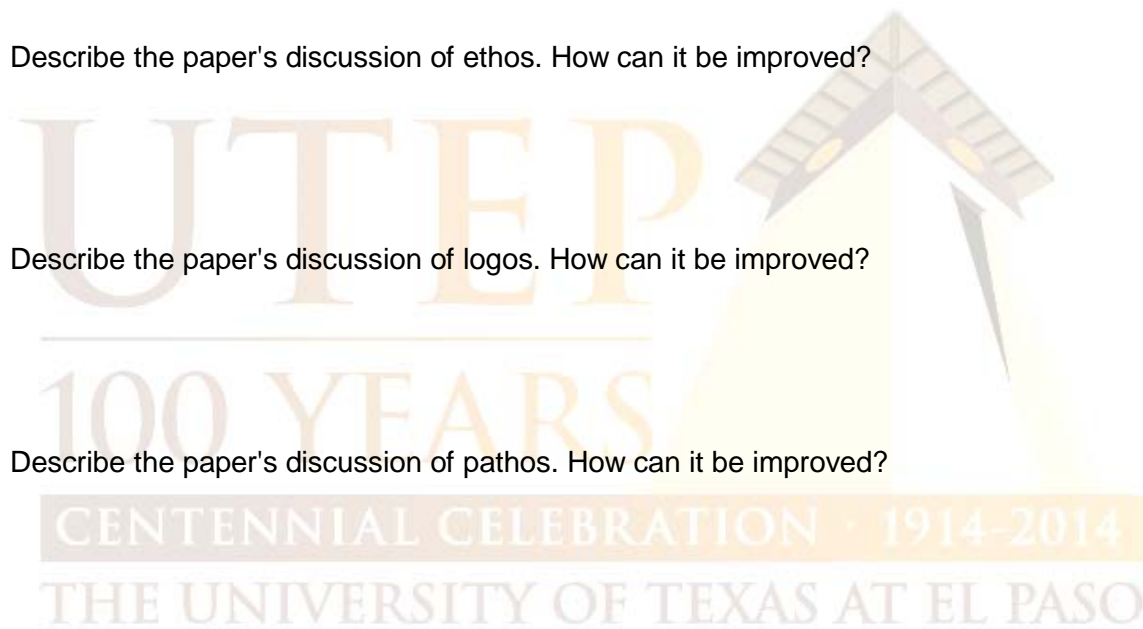 Describe the paper's discussion of ethos. How can it be improved?
UTEP
Describe the paper's discussion of logos. How can it be improved?
100 YEARS
Describe the paper's discussion of pathos. How can it be improved?
CENTENNIAL CELEBRATION · 1914-2014
THE UNIVERSITY OF TEXAS AT EL PASO